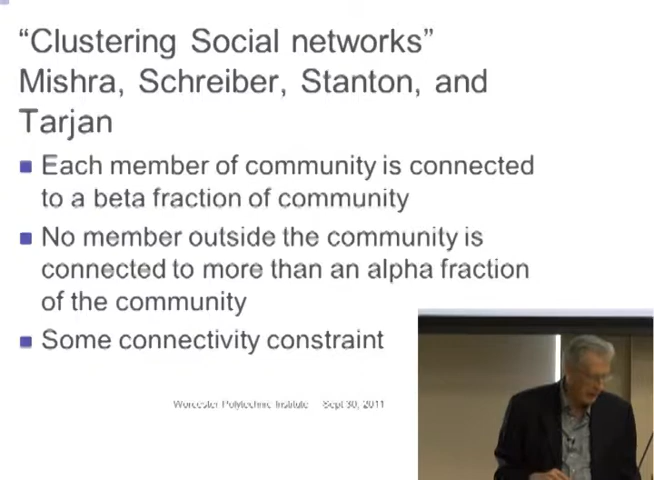 “Clustering Social networks”
Mishra, Schreiber, Stanton, and
Tarjan
Each member of community is connected
to a beta fraction of community
No member outside the community is
connected to more than an alpha fraction
of the community
Some connectivity constraint
Worcester Polytechnic Institute Sept 30, 2011